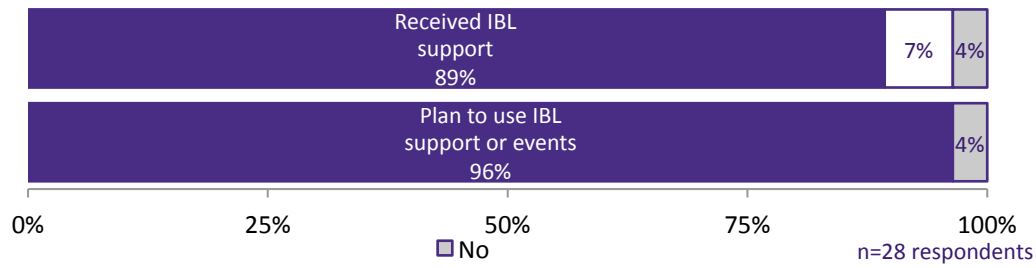 Received IBL
support
89%
7%
4%
Plan to use IBL
support or events
96%
4%
0%
25%
50%
75%
100%
No
n=28 respondents